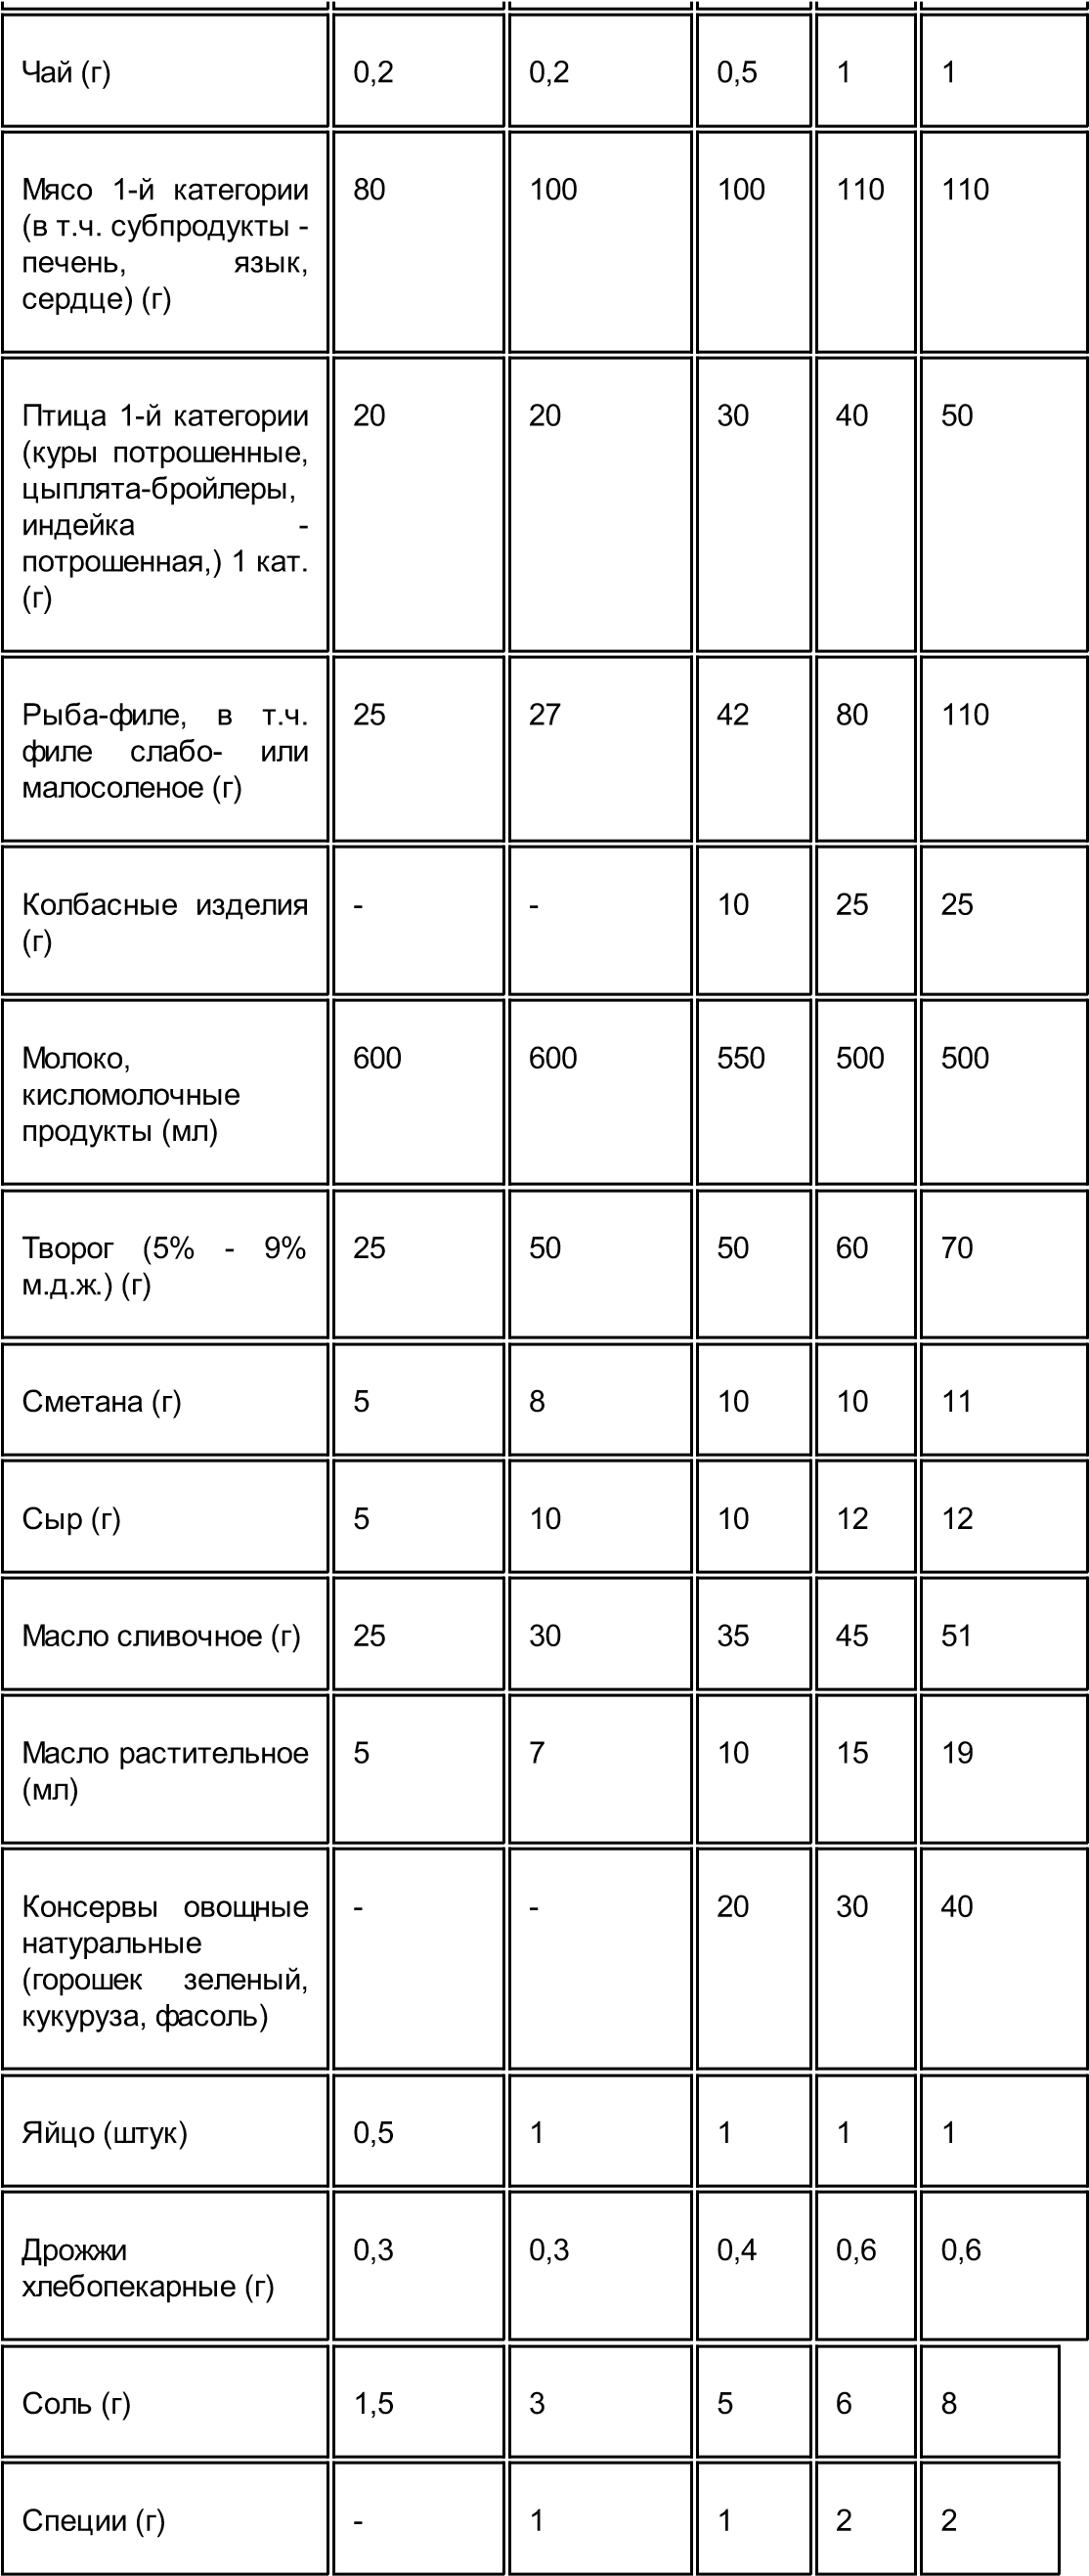 Чай (г) 0,2 0,2 0,5 1 1
Мясо 1-й категории 80 100 100 110 110
(в т.ч. субпродукты -
печень, язык,
сердце) (г)
Птица 1-й категории 20 20 30 40 50
(куры потрошенные,
цыплята-бройлеры,
индейка -
потрошенная,) 1 кат.
(г)
Рыба-филе, в т.ч. 25 27 42 80 110
филе слабо- или
малосоленое (г)
Колбасные изделия - - 10 25 25
(г)
Молоко, 600 600 550 500 500
кисломолочные
продукты (мл)
Творог (5% - 9% 25 50 50 60 70
м.д.ж.) (г)
Сметана (г) 5 8 10 10 11
Сыр (г) 5 10 10 12 12
Масло сливочное (г) 25 30 35 45 51
Масло растительное 5 7 10 15 19
(мл)
Консервы овощные - - 20 30 40
натуральные
(горошек зеленый,
кукуруза, фасоль)
Яйцо (штук) 0,5 1 1 1 1
Дрожжи 0,3 0,3 0,4 0,6 0,6
хлебопекарные (г)
Соль (г) 1,5 3 5 6 8
Специи (г) - 1 1 2 2